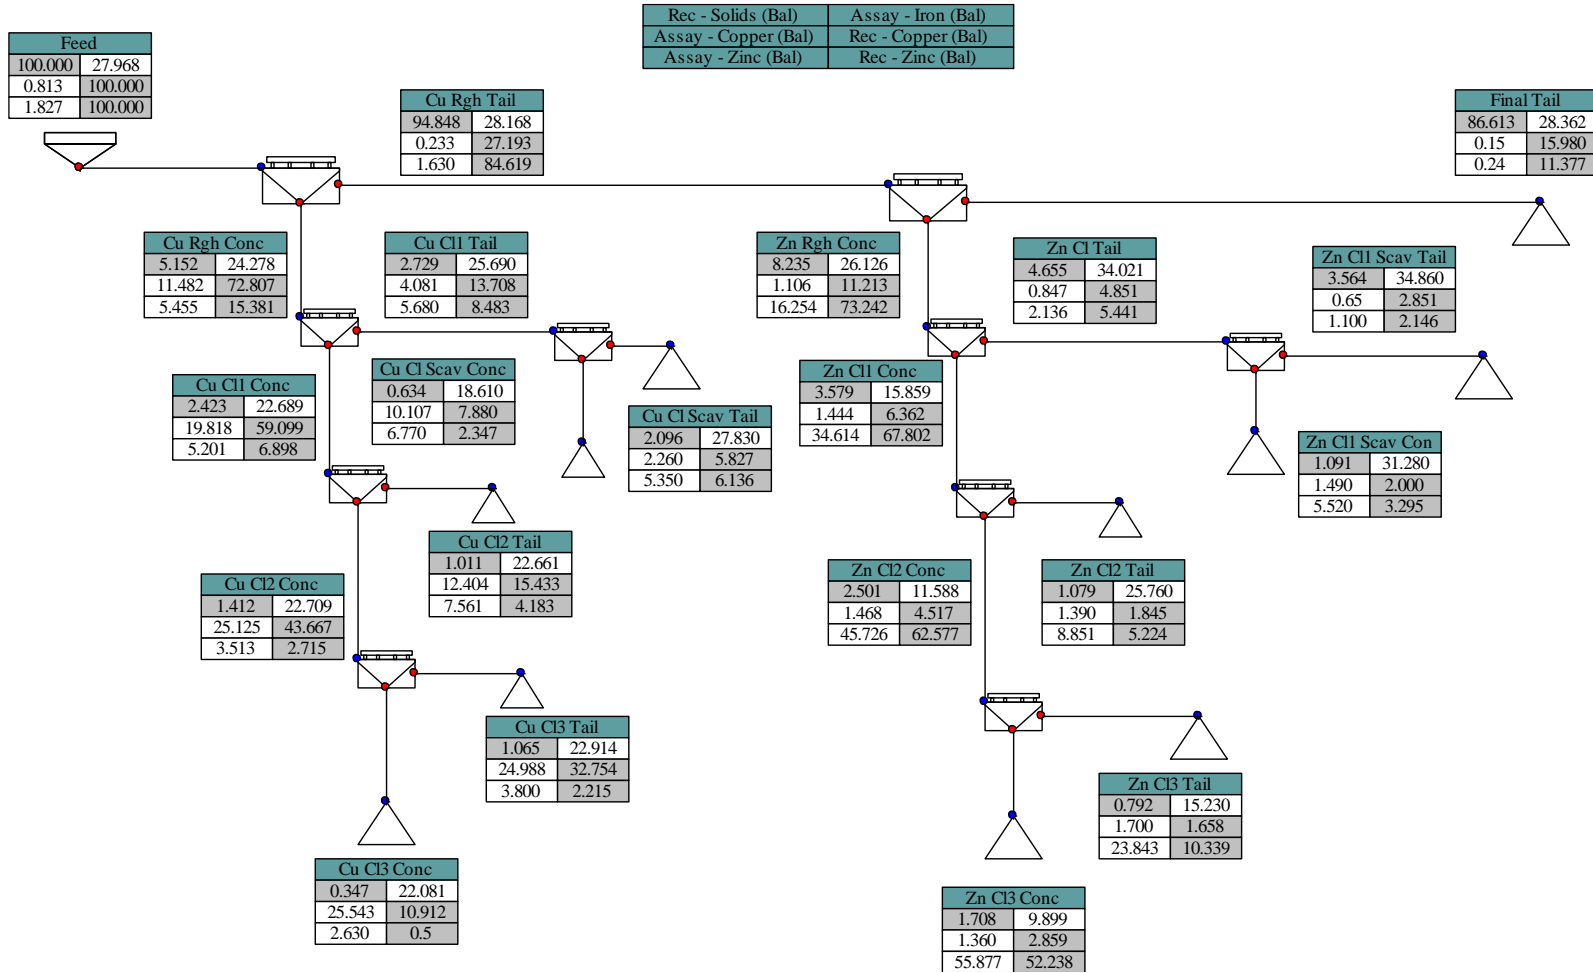 Rec - Solids (Bal) Assay - Iron (Bal)
Assay - Copper (Bal) Rec - Copper (Bal)
Assay - Zinc (Bal) Rec - Zinc (Bal)
Feed
100.000 27.968
0.813 100.000
1.827 100.000
Cu Rgh Tail
94.848 28.168
0.233 27.193
1.630 84.619
Final Tail
86.613 28.362
0.15 15.980
0.24 11.377
Cu Rgh Conc
5.152 24.278
11.482 72.807
5.455 15.381
Cu Cl1 Tail
2.729 25.690
4.081 13.708
5.680 8.483
Zn Rgh Conc
8.235 26.126
1.106 11.213
16.254 73.242
Zn Cl Tail
4.655 34.021
0.847 4.851
2.136 5.441
Zn Cl1 Scav Tail
3.564 34.860
0.65 2.851
1.100 2.146
Cu Cl1 Conc
2.423 22.689
19.818 59.099
5.201 6.898
Cu Cl Scav Conc
0.634 18.610
10.107 7.880
6.770 2.347
Cu Cl Scav Tail
2.096 27.830
2.260 5.827
5.350 6.136
Zn Cl1 Conc
3.579 15.859
1.444 6.362
34.614 67.802
Zn Cl1 Scav Con
1.091 31.280
1.490 2.000
5.520 3.295
Cu Cl2 Tail
1.011 22.661
12.404 15.433
7.561 4.183
Cu Cl2 Conc
1.412 22.709
25.125 43.667
3.513 2.715
Zn Cl2 Conc
2.501 11.588
1.468 4.517
45.726 62.577
Zn Cl2 Tail
1.079 25.760
1.390 1.845
8.851 5.224
Cu Cl3 Tail
1.065 22.914
24.988 32.754
3.800 2.215
Zn Cl3 Tail
0.792 15.230
1.700 1.658
23.843 10.339
Cu Cl3 Conc
0.347 22.081
25.543 10.912
2.630 0.5
Zn Cl3 Conc
1.708 9.899
1.360 2.859
55.877 52.238